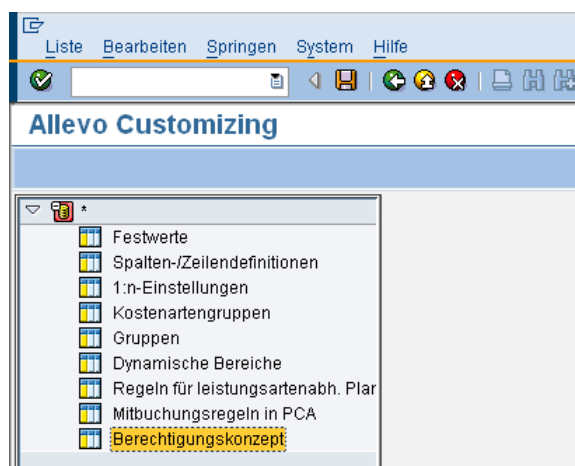 Liste Bearbeiten Springen System Hilfe
Allevo Customizing
*
Festwerte
Spalten-/Zeilendefinitionen
1:n-Einstellungen
Kostenartengruppen
Gruppen
Dynamische Bereiche
Regeln für leistungsartenabh. Plan
Mitbuchungsregeln in PCA
Berechtigungskonzept